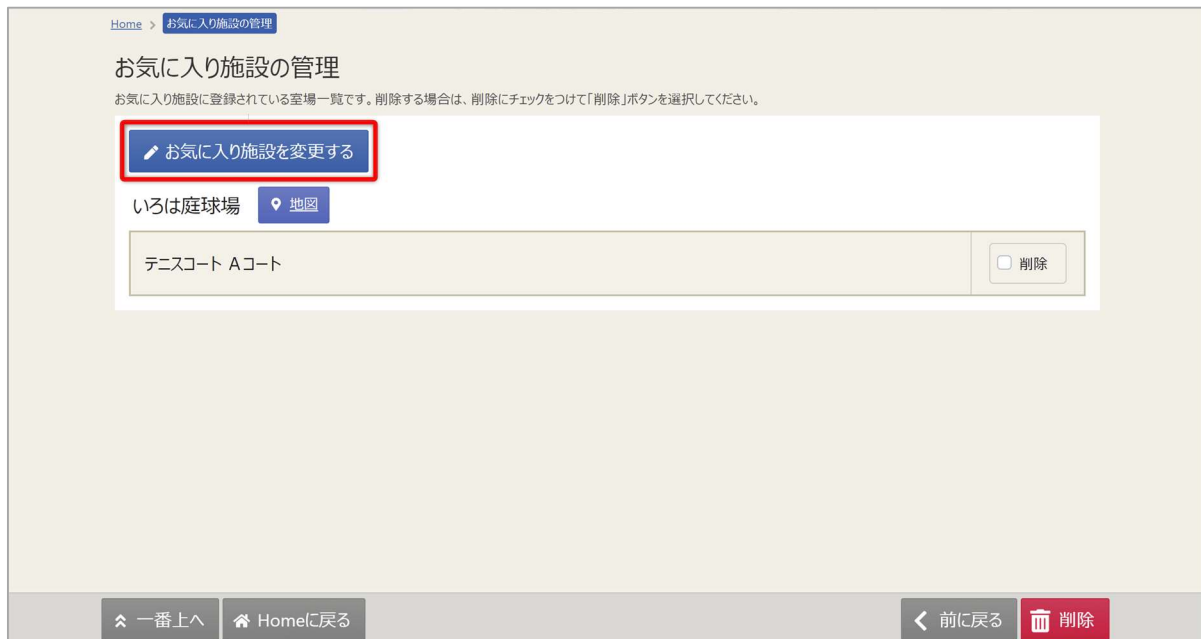 Home > お気に入り施設の管理
お気に入り施設の管理
お気に入り施設に登録されている室場一覧です。削除する場合は、削除にチェックをつけて「削除」ボタンを選択してください。
お気に入り施設を変更する
いろは庭球場 地図
テニスコート Aコート 削除
一番上へ Homeに戻る 前に戻る 削除